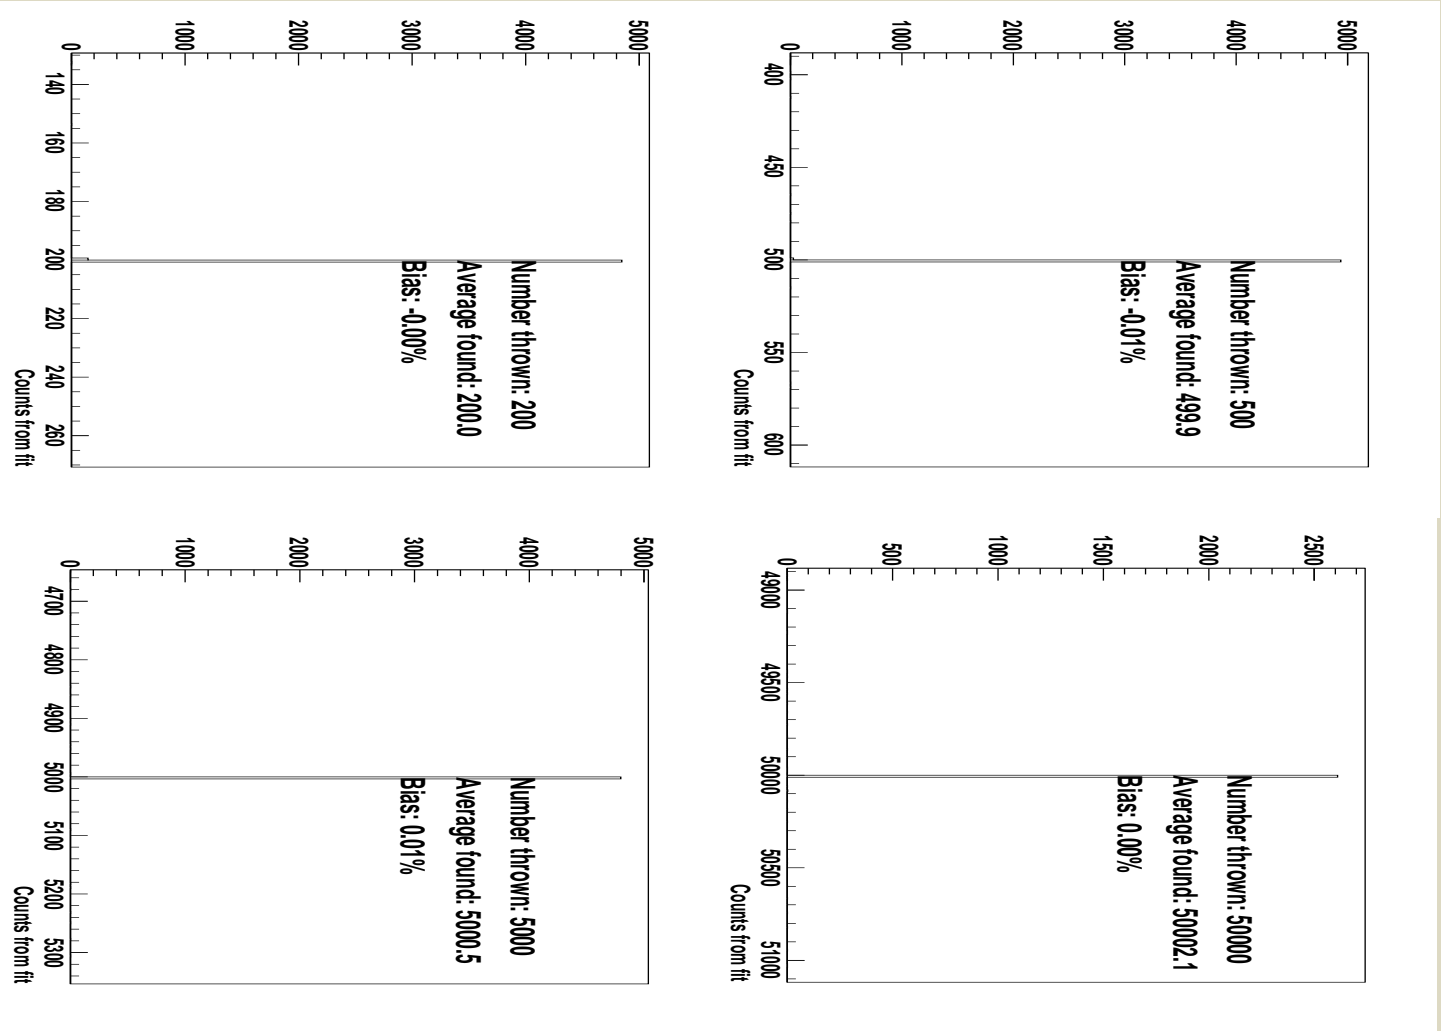 5000
4000
3000
2000
1000
0
Number thrown: 500
Average found: 499.9
Bias: -0.01%
400 450 500 550 600
Counts from fit
2500
2000
1500
1000
500
0
Number thrown: 50000
Average found: 50002.1
Bias: 0.00%
49000 49500 50000 50500 51000
Counts from fit
5000
4000
3000
2000
1000
0
Number thrown: 200
Average found: 200.0
Bias: -0.00%
140 160 180 200 220 240 260
Counts from fit
5000
4000
3000
2000
1000
0
Number thrown: 5000
Average found: 5000.5
Bias: 0.01%
4700 4800 4900 5000 5100 5200 5300
Counts from fit